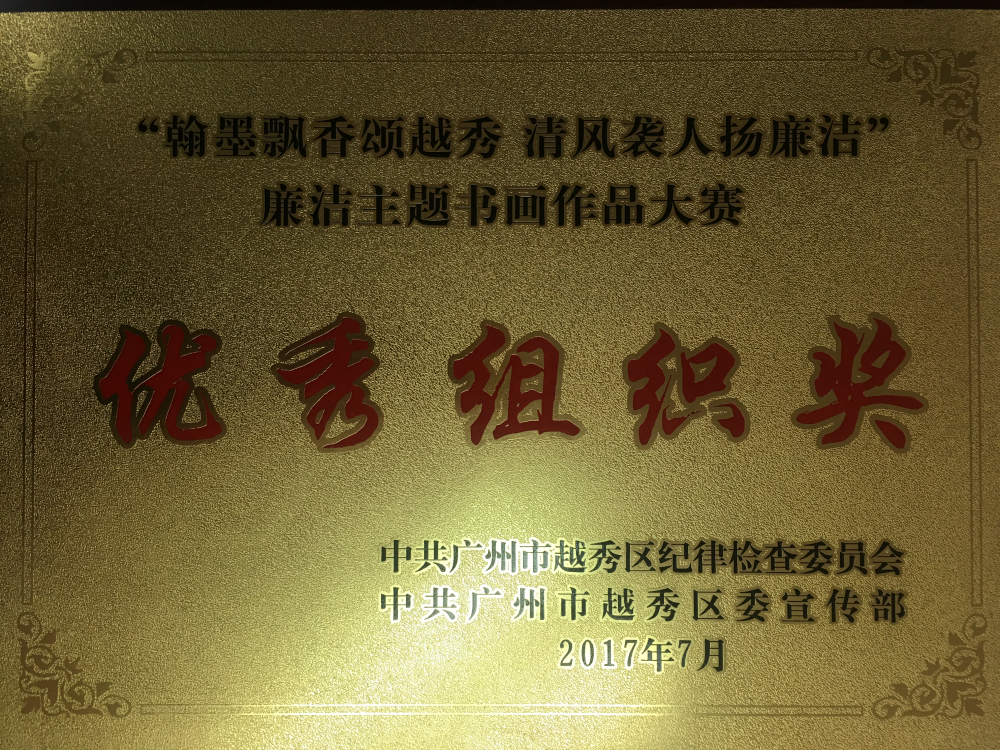 “翰墨飘香颂越秀 清风袭人扬廉洁”
廉洁主题书画作品大赛
优秀组织奖
中共广州市越秀区纪律检查委员会
中共广州市越秀区委宣传部
2017年7月